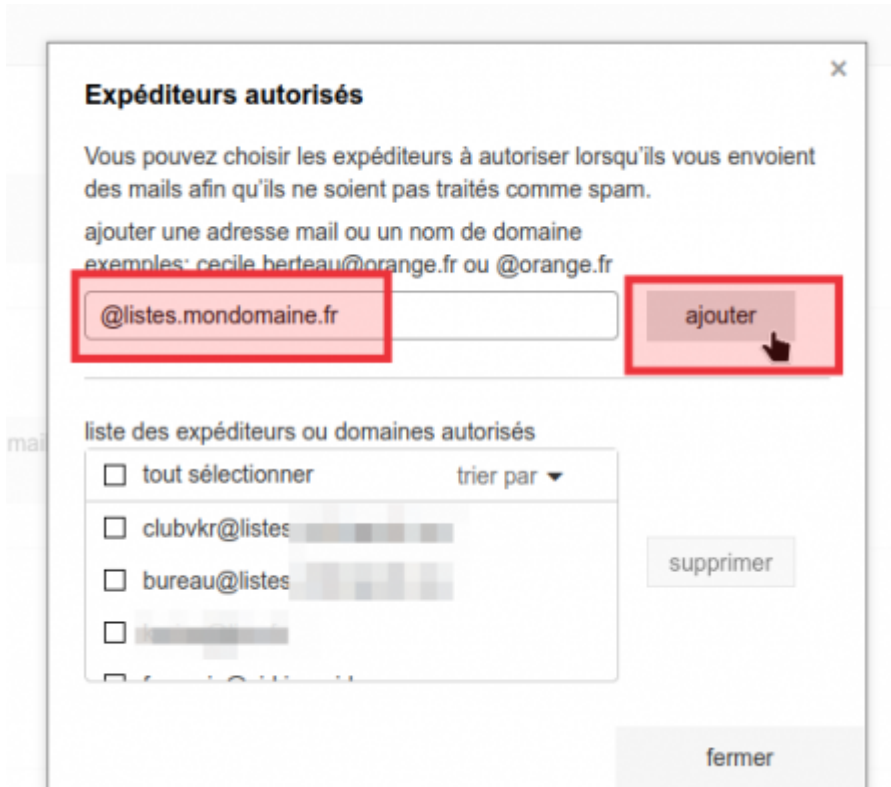 ×
Expéditeurs autorisés
Vous pouvez choisir les expéditeurs à autoriser lorsqu'ils vous envoient
des mails afin qu'ils ne soient pas traités comme spam.
ajouter une adresse mail ou un nom de domaine
exemples: cecile.berteau@orange.fr ou @orange.fr
@listes.mondomaine.fr
ajouter
mail
liste des expéditeurs ou domaines autorisés
tout sélectionner trier par
clubvkr@listes
bureau@listes
supprimer
fermer